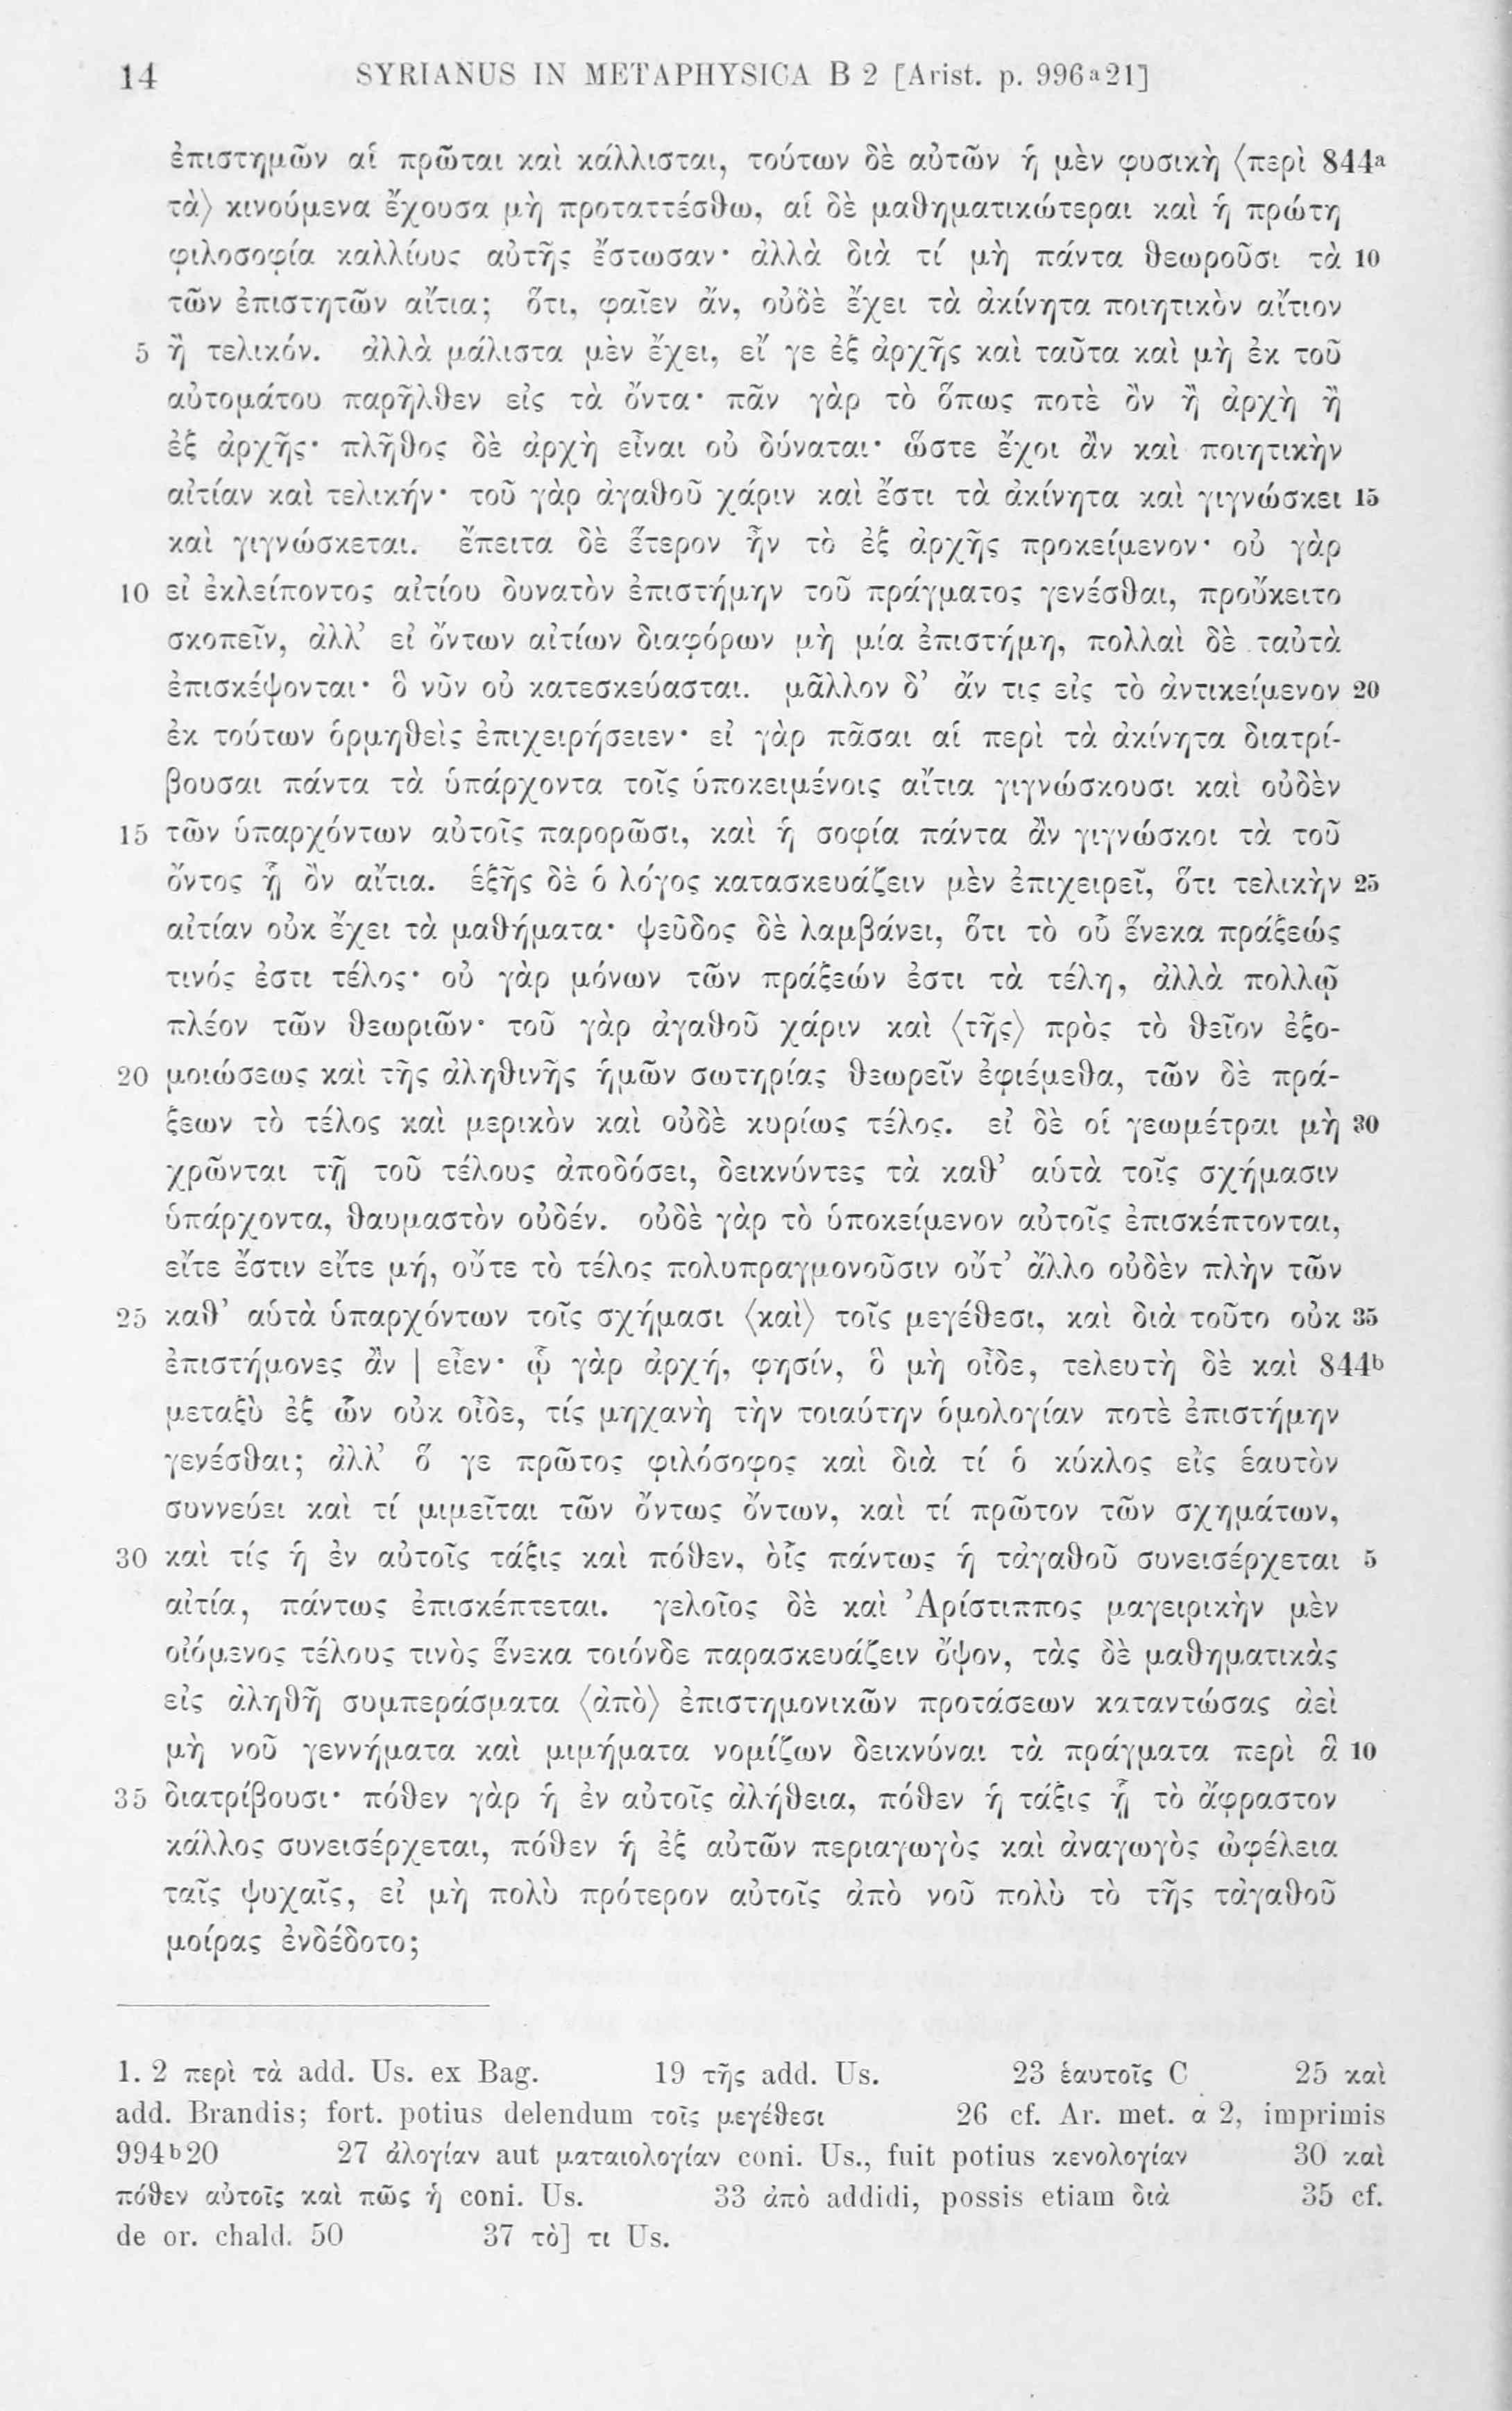 14 SYRIANUS IN METAPHYSICA B 2 [Arist. p. 996a21]
ἐπιστημῶν αἱ πρῶται καὶ κάλλισται, τούτων δὲ αὐτῶν ἡ μὲν φυσικὴ ⟨περὶ 844a
τὰ⟩ κινούμενα ἔχουσα μὴ προταττέσθω, αἱ δὲ μαθηματικώτεραι καὶ ἡ πρώτη
φιλοσοφία καλλίους αὐτῆς ἔστωσαν· ἀλλὰ διὰ τί μὴ πάντα θεωροῦσι τὰ 10
τῶν ἐπιστητῶν αἴτια; ὅτι, φαῖεν ἄν, οὐδὲ ἔχει τὰ ἀκίνητα ποιητικὸν αἴτιον
5 ἢ τελικόν. ἀλλὰ μάλιστα μὲν ἔχει, εἴ γε ἐξ ἀρχῆς καὶ ταῦτα καὶ μὴ ἐκ τοῦ
αὐτομάτου παρῆλθεν εἰς τὰ ὄντα· πᾶν γὰρ τὸ ὅπως ποτὲ ὂν ἢ ἀρχὴ ἢ
ἐξ ἀρχῆς· πλῆθος δὲ ἀρχὴ εἶναι οὐ δύναται· ὥστε ἔχοι ἂν καὶ ποιητικὴν
αἰτίαν καὶ τελικήν· τοῦ γὰρ ἀγαθοῦ χάριν καὶ ἔστι τὰ ἀκίνητα καὶ γιγνώσκει 15
καὶ γιγνώσκεται. ἔπειτα δὲ ἕτερον ἦν τὸ ἐξ ἀρχῆς προκείμενον· οὐ γὰρ
10 εἰ ἐκλείποντος αἰτίου δυνατὸν ἐπιστήμην τοῦ πράγματος γενέσθαι, προὔκειτο
σκοπεῖν, ἀλλ’ εἰ ὄντων αἰτίων διαφόρων μὴ μία ἐπιστήμη, πολλαὶ δὲ ταὐτὰ
ἐπισκέψονται· ὃ νῦν οὐ κατεσκεύασται. μᾶλλον δ’ ἄν τις εἰς τὸ ἀντικείμενον 20
ἐκ τούτων ὁρμηθεὶς ἐπιχειρήσειεν· εἰ γὰρ πᾶσαι αἱ περὶ τὰ ἀκίνητα διατρί-
βουσαι πάντα τὰ ὑπάρχοντα τοῖς ὑποκειμένοις αἴτια γιγνώσκουσι καὶ οὐδὲν
15 τῶν ὑπαρχόντων αὐτοῖς παρορῶσι, καὶ ἡ σοφία πάντα ἂν γιγνώσκοι τὰ τοῦ
ὄντος ᾗ ὂν αἴτια. ἑξῆς δὲ ὁ λόγος κατασκευάζειν μὲν ἐπιχειρεῖ, ὅτι τελικὴν 25
αἰτίαν οὐκ ἔχει τὰ μαθήματα· ψεῦδος δὲ λαμβάνει, ὅτι τὸ οὗ ἕνεκα πράξεώς
τινός ἐστι τέλος· οὐ γὰρ μόνων τῶν πράξεών ἐστι τὰ τέλη, ἀλλὰ πολλῷ
πλέον τῶν θεωριῶν· τοῦ γὰρ ἀγαθοῦ χάριν καὶ ⟨τῆς⟩ πρὸς τὸ θεῖον ἐξο-
20 μοιώσεως καὶ τῆς ἀληθινῆς ἡμῶν σωτηρίας θεωρεῖν ἐφιέμεθα, τῶν δὲ πρά-
ξεων τὸ τέλος καὶ μερικὸν καὶ οὐδὲ κυρίως τέλος. εἰ δὲ οἱ γεωμέτραι μὴ 30
χρῶνται τῇ τοῦ τέλους ἀποδόσει, δεικνύντες τὰ καθ’ αὑτὰ τοῖς σχήμασιν
ὑπάρχοντα, θαυμαστὸν οὐδέν. οὐδὲ γὰρ τὸ ὑποκείμενον αὐτοῖς ἐπισκέπτονται,
εἴτε ἔστιν εἴτε μή, οὔτε τὸ τέλος πολυπραγμονοῦσιν οὔτ’ ἄλλο οὐδὲν πλὴν τῶν
25 καθ’ αὑτὰ ὑπαρχόντων τοῖς σχήμασι ⟨καὶ⟩ τοῖς μεγέθεσι, καὶ διὰ τοῦτο οὐκ 35
ἐπιστήμονες ἂν | εἶεν· ᾧ γὰρ ἀρχή, φησίν, ὃ μὴ οἶδε, τελευτὴ δὲ καὶ 844b
μεταξὺ ἐξ ὧν οὐκ οἶδε, τίς μηχανὴ τὴν τοιαύτην ὁμολογίαν ποτὲ ἐπιστήμην
γενέσθαι; ἀλλ’ ὅ γε πρῶτος φιλόσοφος καὶ διὰ τί ὁ κύκλος εἰς ἑαυτὸν
συννεύει καὶ τί μιμεῖται τῶν ὄντως ὄντων, καὶ τί πρῶτον τῶν σχημάτων,
30 καὶ τίς ἡ ἐν αὐτοῖς τάξις καὶ πόθεν, οἷς πάντως ἡ τἀγαθοῦ συνεισέρχεται 5
αἰτία, πάντως ἐπισκέπτεται. γελοῖος δὲ καὶ Ἀρίστιππος μαγειρικὴν μὲν
οἰόμενος τέλους τινὸς ἕνεκα τοιόνδε παρασκευάζειν ὄψον, τὰς δὲ μαθηματικὰς
εἰς ἀληθῆ συμπεράσματα ⟨ἀπὸ⟩ ἐπιστημονικῶν προτάσεων καταντώσας ἀεὶ
μὴ νοῦ γεννήματα καὶ μιμήματα νομίζων δεικνύναι τὰ πράγματα περὶ ἃ 10
35 διατρίβουσι· πόθεν γὰρ ἡ ἐν αὐτοῖς ἀλήθεια, πόθεν ἡ τάξις ᾗ τὸ ἄφραστον
κάλλος συνεισέρχεται, πόθεν ἡ ἐξ αὐτῶν περιαγωγὸς καὶ ἀναγωγὸς ὠφέλεια
ταῖς ψυχαῖς, εἰ μὴ πολὺ πρότερον αὐτοῖς ἀπὸ νοῦ πολὺ τὸ τῆς τἀγαθοῦ
μοίρας ἐνδέδοτο;
1. 2 περὶ τὰ add. Us. ex Bag. 19 τῆς add. Us. 23 ἑαυτοῖς C 25 καὶ
add. Brandis; fort. potius delendum τοῖς μεγέθεσι 26 cf. Ar. met. α 2, imprimis
994b20 27 ἀλογίαν aut ματαιολογίαν coni. Us., fuit potius κενολογίαν 30 καὶ
πόθεν αὐτοῖς καὶ πῶς ἡ coni. Us. 33 ἀπὸ addidi, possis etiam διὰ 35 cf.
de or. chald. 50 37 τὸ] τι Us.